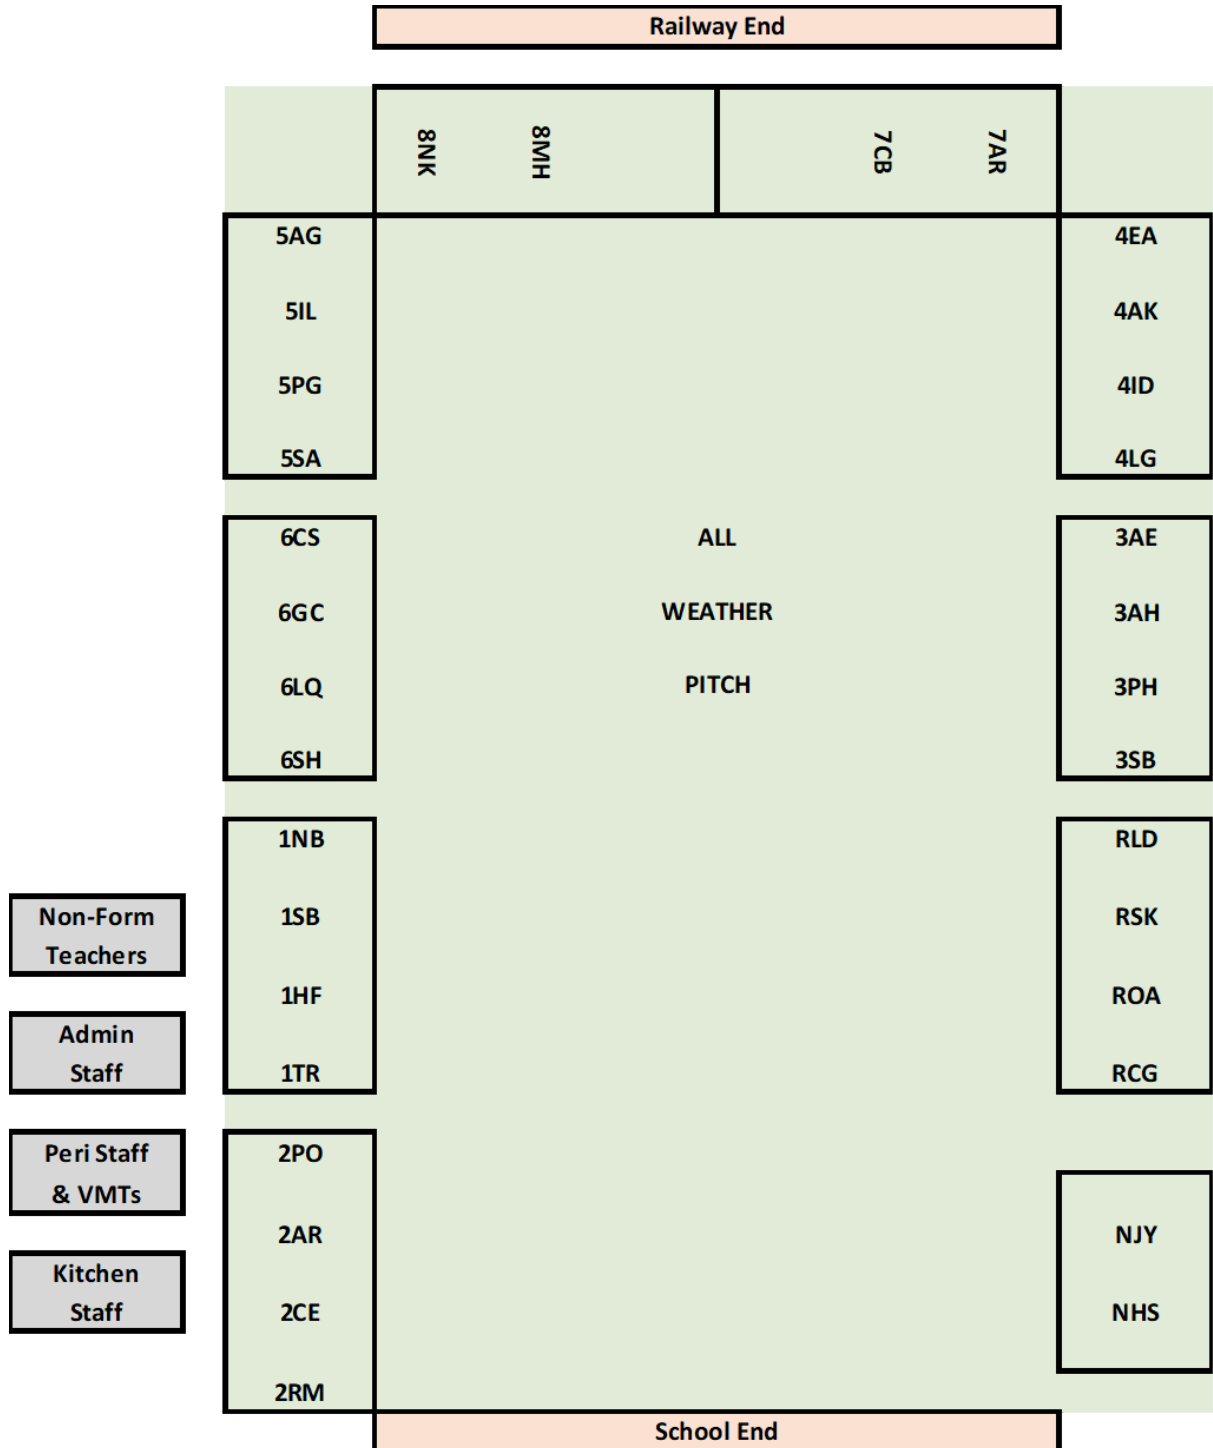 Railway End
8NK 8MH 7CB 7AR
5AG 4EA
5IL 4AK
5PG 4ID
5SA 4LG
6CS ALL 3AE
6GC WEATHER 3AH
6LQ PITCH 3PH
6SH 3SB
1NB RLD
Non-Form 1SB RSK
Teachers
1HF ROA
Admin
Staff 1TR RCG
Peri Staff 2PO
& VMTs
2AR NJY
Kitchen
Staff 2CE NHS
2RM
School End